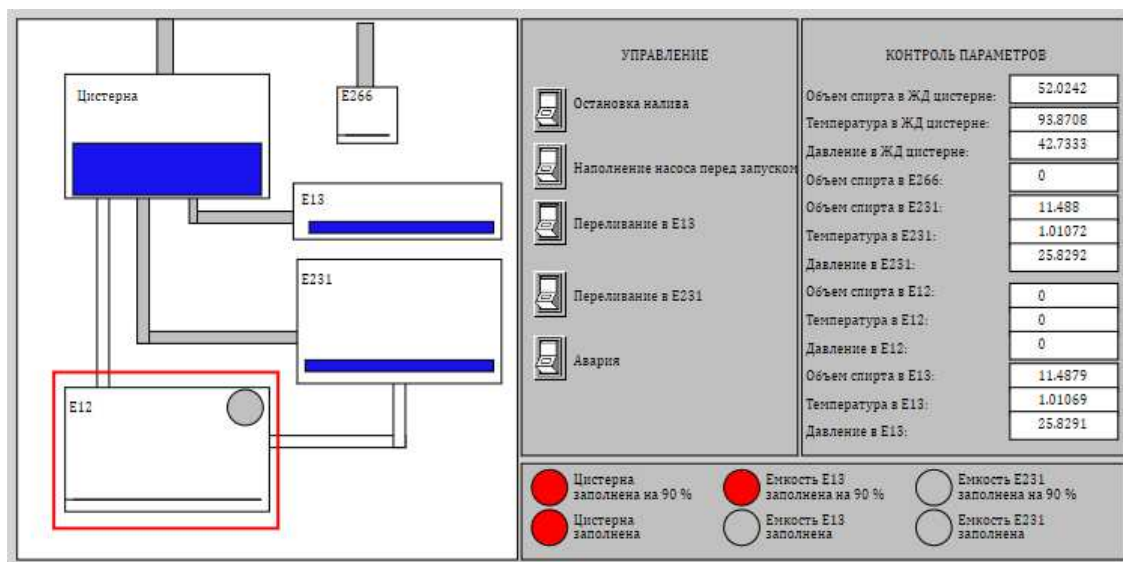 Цистерна
E266
E13
E231
E12
УПРАВЛЕНИЕ
Остановка налива
Наполнение насоса перед запуском
Переливание в E13
Переливание в E231
Авария
КОНТРОЛЬ ПАРАМЕТРОВ
Объем спирта в ЖД цистерне: 52.0242
Температура в ЖД цистерне: 93.8708
Давление в ЖД цистерне: 42.7333
Объем спирта в E266: 0
Объем спирта в E231: 11.488
Температура в E231: 1.01072
Давление в E231: 25.8292
Объем спирта в E12: 0
Температура в E12: 0
Давление в E12: 0
Объем спирта в E13: 11.4879
Температура в E13: 1.01069
Давление в E13: 25.8291
Цистерна
заполнена на 90 %
Емкость E13
заполнена на 90 %
Емкость E231
заполнена на 90 %
Цистерна
заполнена
Емкость E13
заполнена
Емкость E231
заполнена